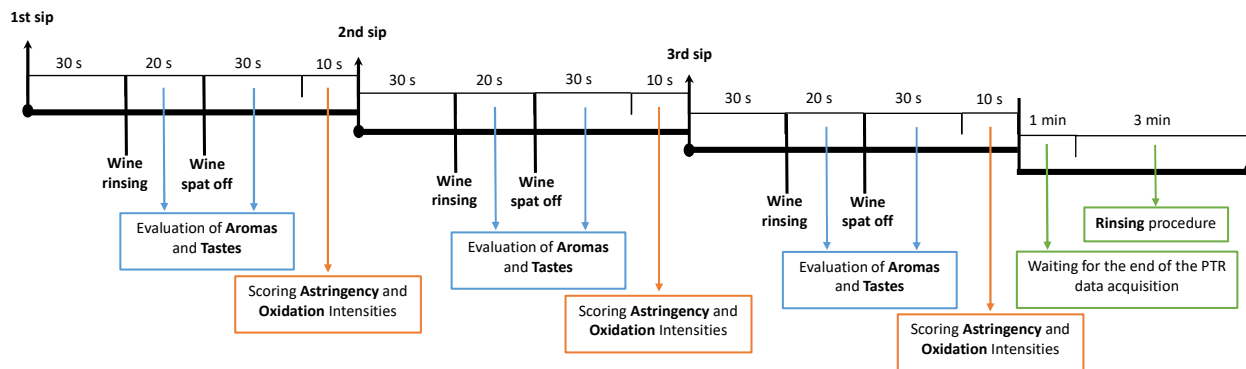 1st sip
30 s
20 s
30 s
10 s
Wine
rinsing
Wine
spat off
Evaluation of Aromas
and Tastes
Scoring Astringency and
Oxidation Intensities
2nd sip
30 s
20 s
30 s
10 s
Wine
rinsing
Wine
spat off
Evaluation of Aromas
and Tastes
Scoring Astringency and
Oxidation Intensities
3rd sip
30 s
20 s
30 s
10 s
Wine
rinsing
Wine
spat off
Evaluation of Aromas
and Tastes
Scoring Astringency and
Oxidation Intensities
1 min
3 min
Rinsing procedure
Waiting for the end of the PTR
data acquisition